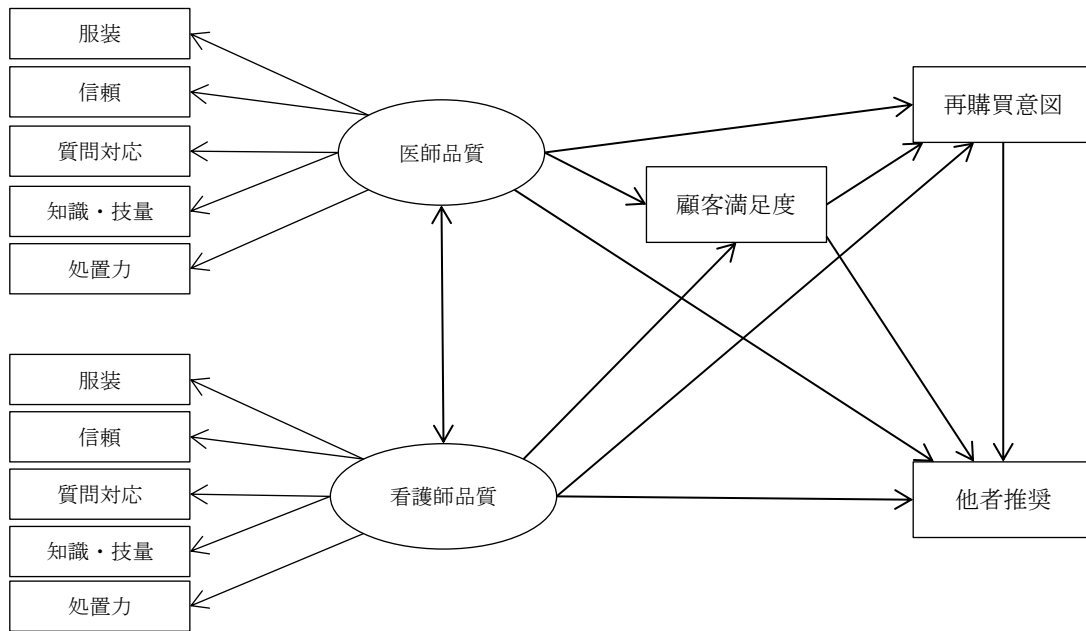 服装
信頼
質問対応
知識・技量
処置力
医師品質
顧客満足度
再購買意図
服装
信頼
質問対応
知識・技量
処置力
看護師品質
他者推奨